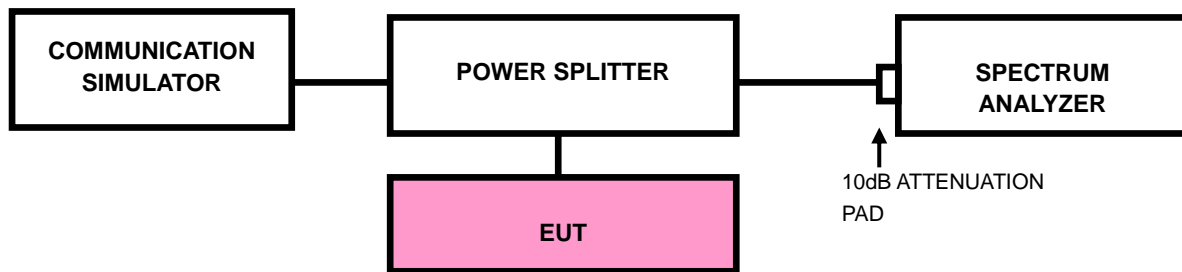 COMMUNICATION
SIMULATOR
POWER SPLITTER
SPECTRUM
ANALYZER
10dB ATTENUATION
PAD
EUT